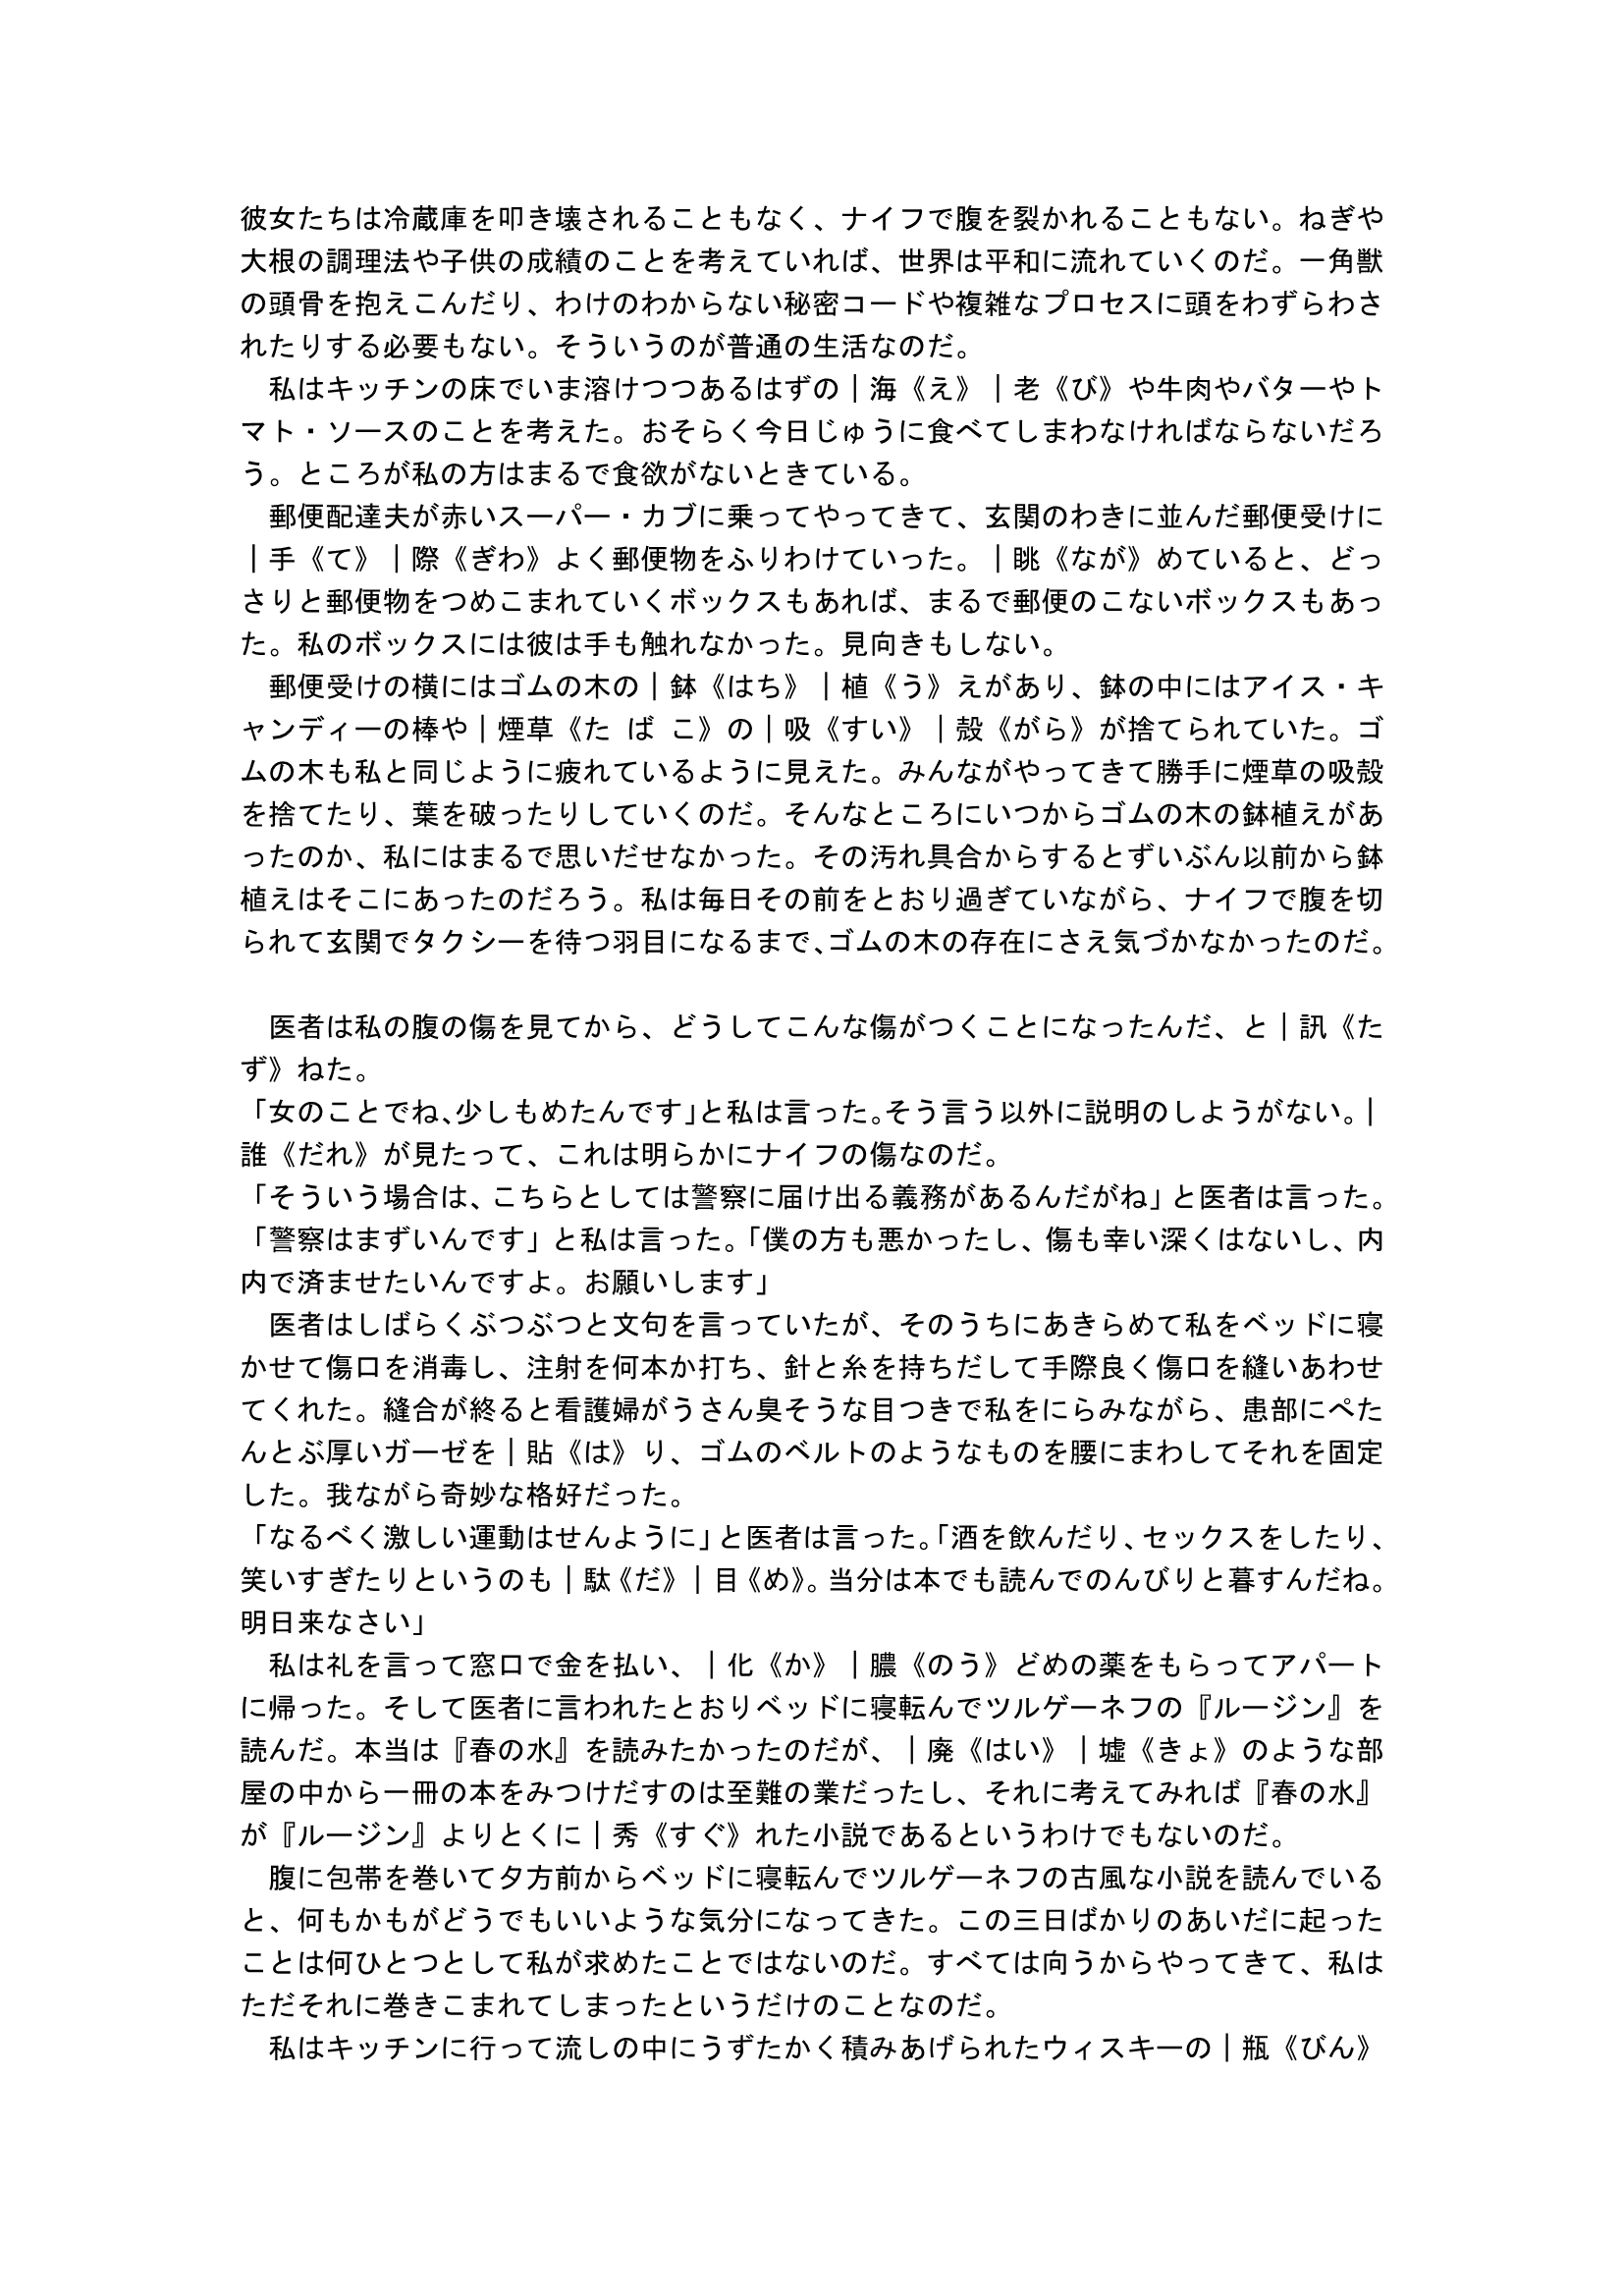 彼女たちは冷蔵庫を叩き壊されることもなく、ナイフで腹を裂かれることもない。ねぎや
大根の調理法や子供の成績のことを考えていれば、世界は平和に流れていくのだ。一角獣
の頭骨を抱えこんだり、わけのわからない秘密コードや複雑なプロセスに頭をわずらわさ
れたりする必要もない。そういうのが普通の生活なのだ。
　私はキッチンの床でいま溶けつつあるはずの｜海《え》｜老《び》や牛肉やバターやト
マト・ソースのことを考えた。おそらく今日じゅうに食べてしまわなければならないだろ
う。ところが私の方はまるで食欲がないときている。
　郵便配達夫が赤いスーパー・カブに乗ってやってきて、玄関のわきに並んだ郵便受けに
｜手《て》｜際《ぎわ》よく郵便物をふりわけていった。｜眺《なが》めていると、どっ
さりと郵便物をつめこまれていくボックスもあれば、まるで郵便のこないボックスもあっ
た。私のボックスには彼は手も触れなかった。見向きもしない。
　郵便受けの横にはゴムの木の｜鉢《はち》｜植《う》えがあり、鉢の中にはアイス・キ
ャンディーの棒や｜煙草《た ば こ》の｜吸《すい》｜殻《がら》が捨てられていた。ゴ
ムの木も私と同じように疲れているように見えた。みんながやってきて勝手に煙草の吸殻
を捨てたり、葉を破ったりしていくのだ。そんなところにいつからゴムの木の鉢植えがあ
ったのか、私にはまるで思いだせなかった。その汚れ具合からするとずいぶん以前から鉢
植えはそこにあったのだろう。私は毎日その前をとおり過ぎていながら、ナイフで腹を切
られて玄関でタクシーを待つ羽目になるまで、ゴムの木の存在にさえ気づかなかったのだ。

　医者は私の腹の傷を見てから、どうしてこんな傷がつくことになったんだ、と｜訊《た
ず》ねた。
「女のことでね、少しもめたんです」と私は言った。そう言う以外に説明のしようがない。｜
誰《だれ》が見たって、これは明らかにナイフの傷なのだ。
「そういう場合は、こちらとしては警察に届け出る義務があるんだがね」と医者は言った。
「警察はまずいんです」と私は言った。「僕の方も悪かったし、傷も幸い深くはないし、内
内で済ませたいんですよ。お願いします」
　医者はしばらくぶつぶつと文句を言っていたが、そのうちにあきらめて私をベッドに寝
かせて傷口を消毒し、注射を何本か打ち、針と糸を持ちだして手際良く傷口を縫いあわせ
てくれた。縫合が終ると看護婦がうさん臭そうな目つきで私をにらみながら、患部にぺた
んとぶ厚いガーゼを｜貼《は》り、ゴムのベルトのようなものを腰にまわしてそれを固定
した。我ながら奇妙な格好だった。
「なるべく激しい運動はせんように」と医者は言った。「酒を飲んだり、セックスをしたり、
笑いすぎたりというのも｜駄《だ》｜目《め》。当分は本でも読んでのんびりと暮すんだね。
明日来なさい」
　私は礼を言って窓口で金を払い、｜化《か》｜膿《のう》どめの薬をもらってアパート
に帰った。そして医者に言われたとおりベッドに寝転んでツルゲーネフの『ルージン』を
読んだ。本当は『春の水』を読みたかったのだが、｜廃《はい》｜墟《きょ》のような部
屋の中から一冊の本をみつけだすのは至難の業だったし、それに考えてみれば『春の水』
が『ルージン』よりとくに｜秀《すぐ》れた小説であるというわけでもないのだ。
　腹に包帯を巻いて夕方前からベッドに寝転んでツルゲーネフの古風な小説を読んでいる
と、何もかもがどうでもいいような気分になってきた。この三日ばかりのあいだに起った
ことは何ひとつとして私が求めたことではないのだ。すべては向うからやってきて、私は
ただそれに巻きこまれてしまったというだけのことなのだ。
　私はキッチンに行って流しの中にうずたかく積みあげられたウィスキーの｜瓶《びん》